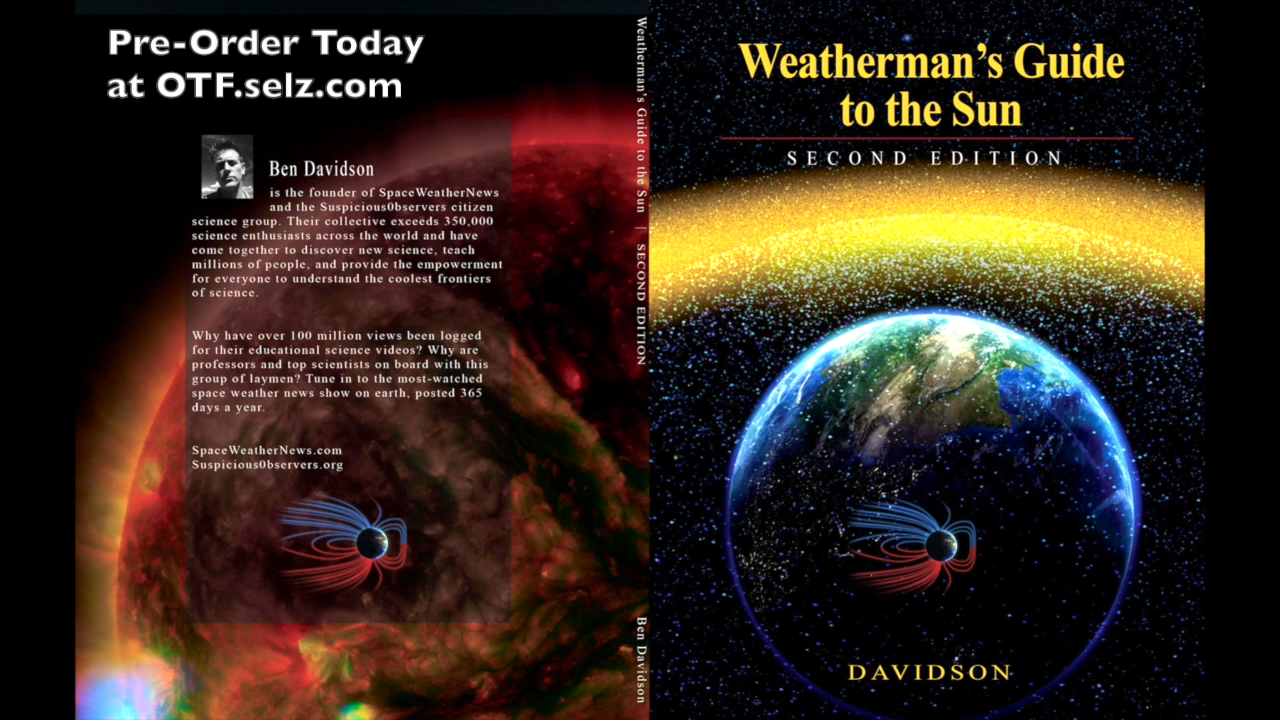 Pre-Order Today
at OTF.selz.com
Ben Davidson
is the founder of SpaceWeatherNews
and the Suspicious0bservers citizen
science group. Their collective exceeds 350,000
science enthusiasts across the world and have
come together to discover new science, teach
millions of people, and provide the empowerment
for everyone to understand the coolest frontiers
of science.
Why have over 100 million views been logged
for their educational science videos? Why are
professors and top scientists on board with this
group of laymen? Tune in to the most-watched
space weather news show on earth, posted 365
days a year.
SpaceWeatherNews.com
Suspicious0bservers.org
Weatherman's Guide to the Sun | SECOND EDITION
Ben Davidson
Weatherman's Guide
to the Sun
SECOND EDITION
DAVIDSON